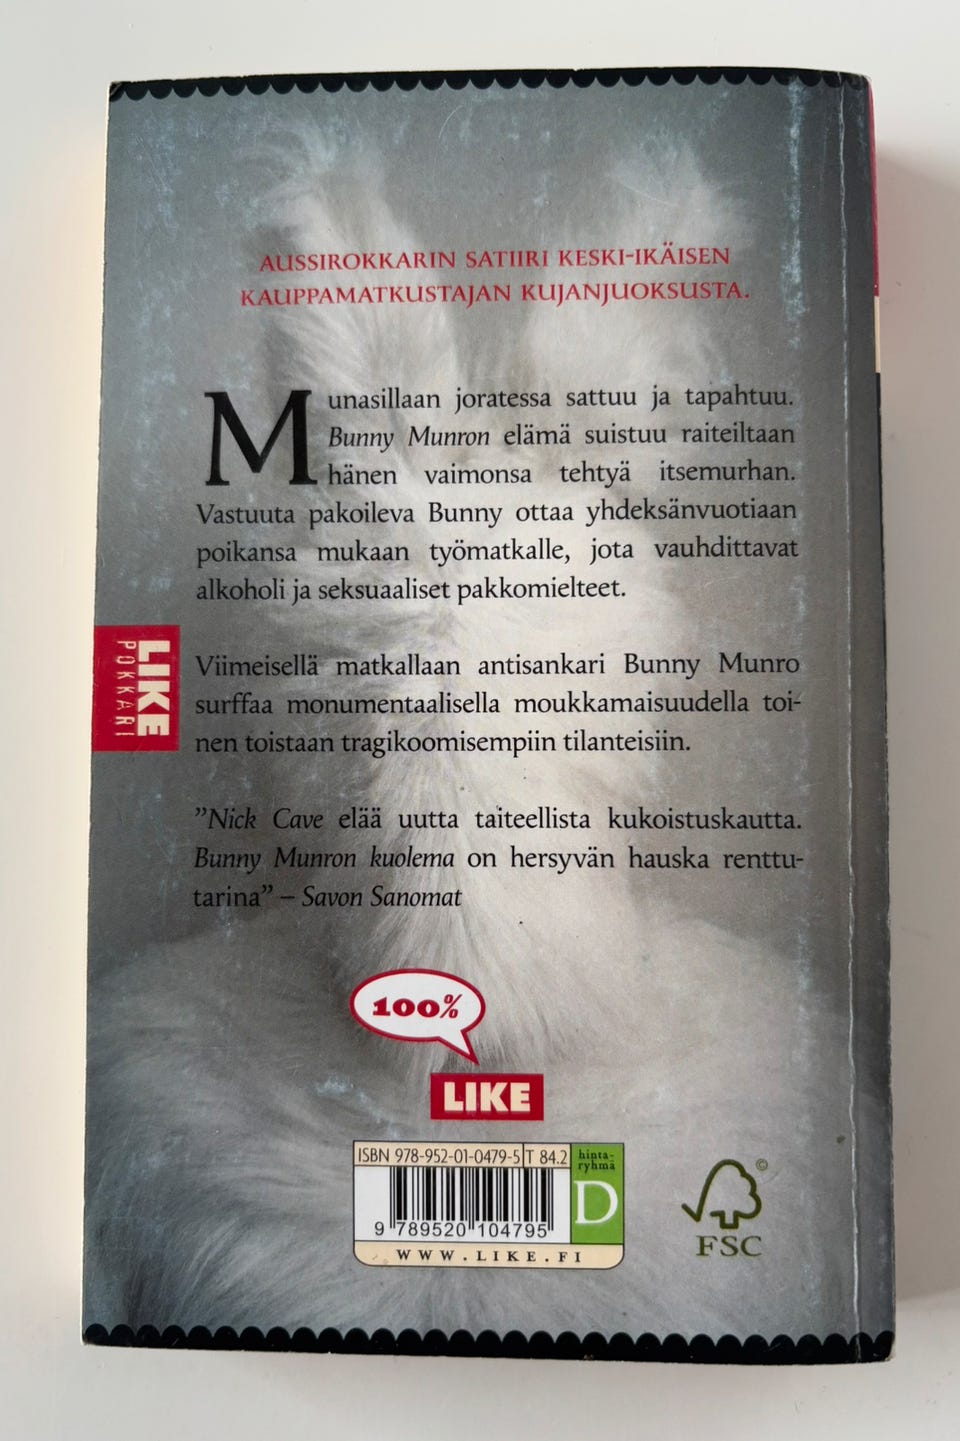 AUSSIROKKARIN SATIIRI KESKI-IKÄISEN
KAUPPAMATKUSTAJAN KUJANJUOKSUSTA.
Munasillaan joratessa sattuu ja tapahtuu.
Bunny Munron elämä suistuu raiteiltaan
hänen vaimonsa tehtyä itsemurhan.
Vastuuta pakoileva Bunny ottaa yhdeksänvuotiaan
poikansa mukaan työmatkalle, jota vauhdittavat
alkoholi ja seksuaaliset pakkomielteet.
Viimeisellä matkallaan antisankari Bunny Munro
surffaa monumentaalisella moukkamaisuudella toi-
nen toistaan tragikoomisempiin tilanteisiin.
”Nick Cave elää uutta taiteellista kukoistuskautta.
Bunny Munron kuolema on hersyvän hauska renttu-
tarina” – Savon Sanomat
LIKE
POKKARI
100%
LIKE
ISBN 978-952-01-0479-5 T 84.2
hinta-
ryhmä
D
9 789520 104795
WWW.LIKE.FI
©
FSC